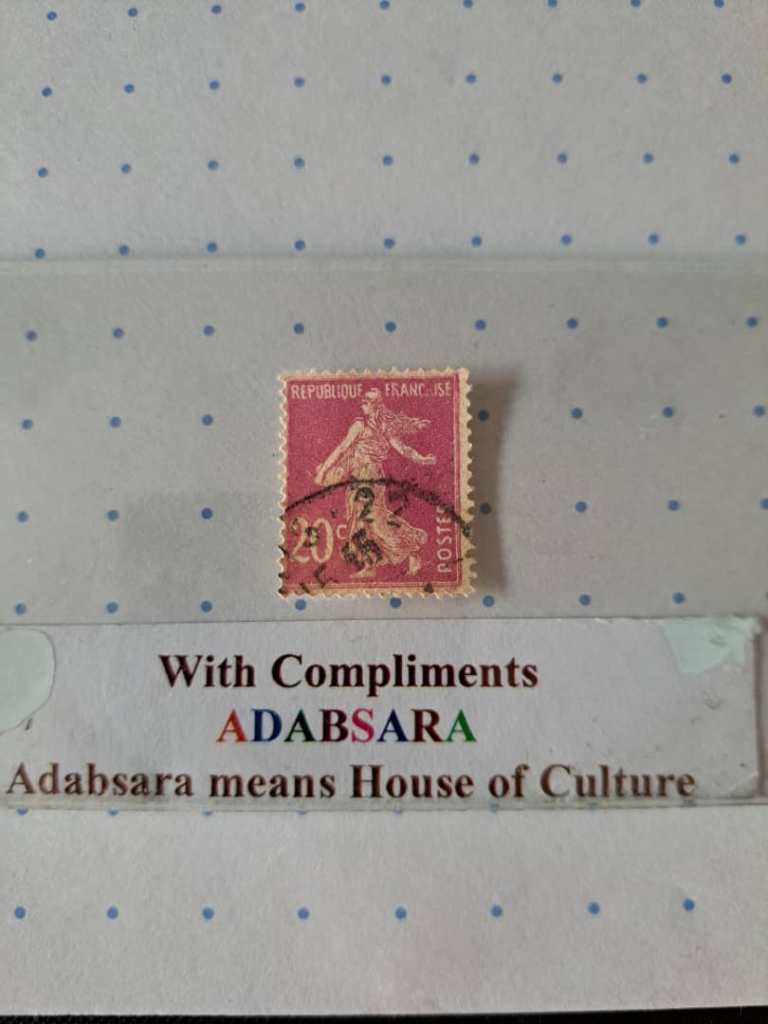 REPUBLIQUE FRANCAISE
20c
POSTES
With Compliments
ADABSARA
Adabsara means House of Culture